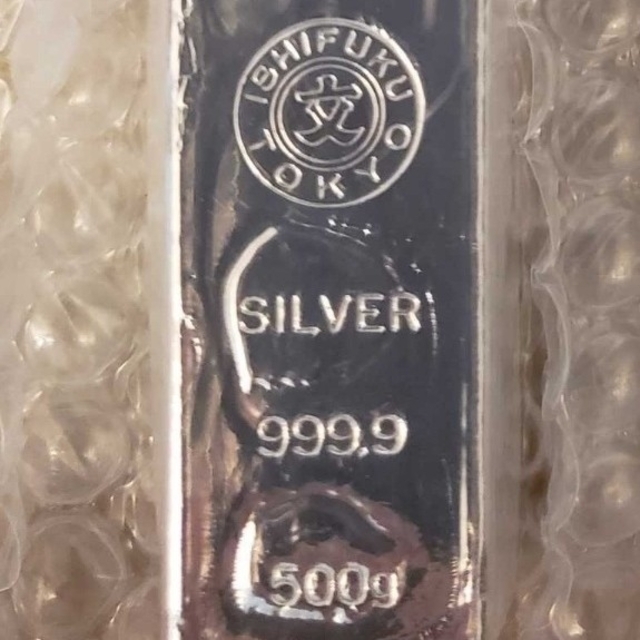 ISHIFUKU
文
TOKYO
SILVER
999.9
500g